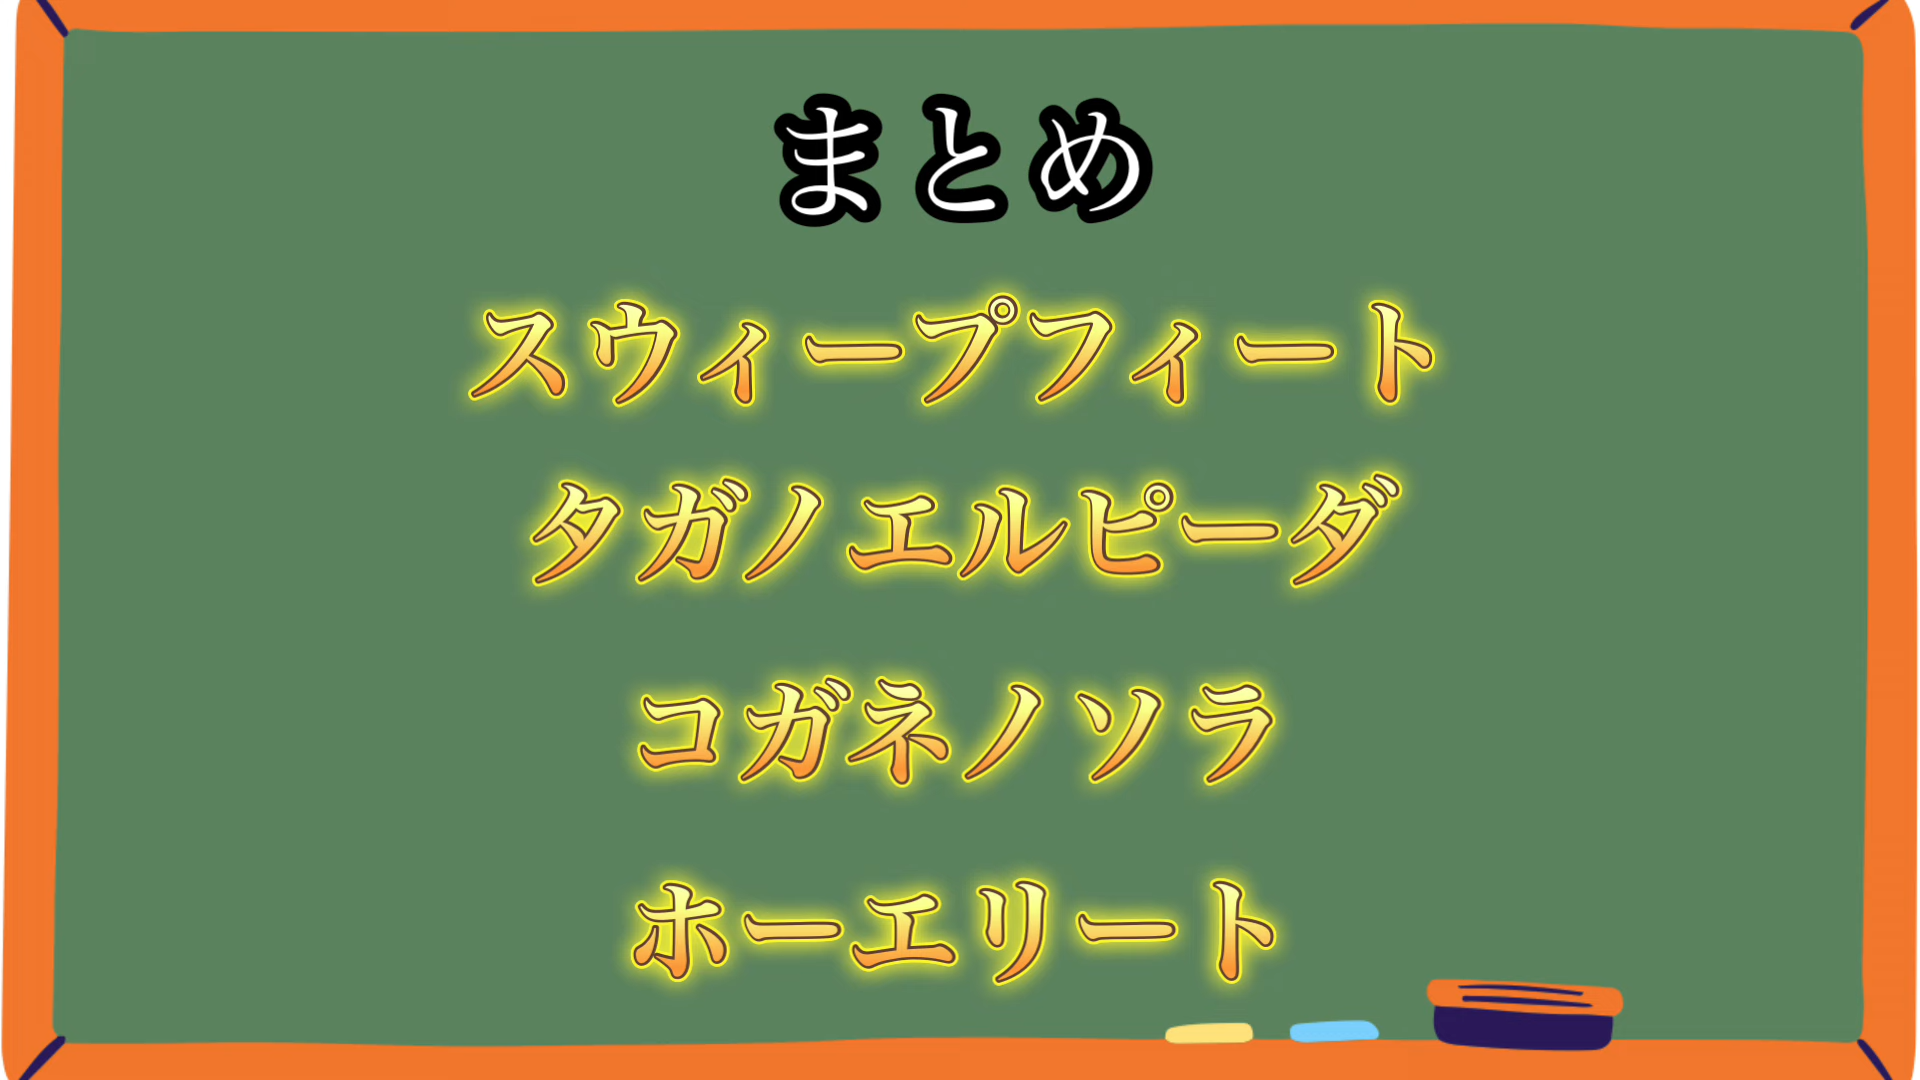 まとめ
スウィープフィート
タガノエルピーダ
コガネノソラ
ホーエリート